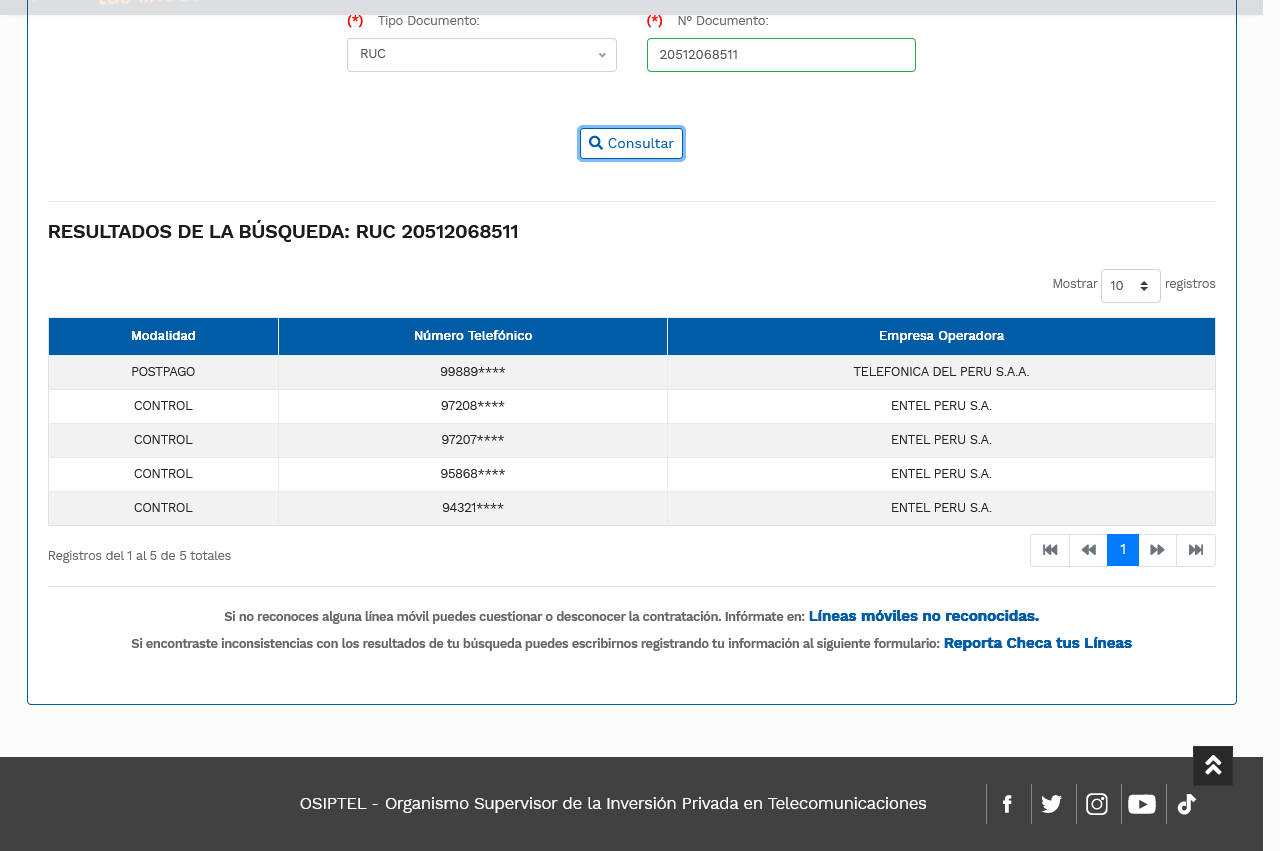 (*) Tipo Documento: (*) Nº Documento:
RUC 20512068511
Consultar
RESULTADOS DE LA BÚSQUEDA: RUC 20512068511
Mostrar 10 registros
Modalidad Número Telefónico Empresa Operadora
POSTPAGO 99889**** TELEFONICA DEL PERU S.A.A.
CONTROL 97208**** ENTEL PERU S.A.
CONTROL 97207**** ENTEL PERU S.A.
CONTROL 95868**** ENTEL PERU S.A.
CONTROL 94321**** ENTEL PERU S.A.
Registros del 1 al 5 de 5 totales 1
Si no reconoces alguna línea móvil puedes cuestionar o desconocer la contratación. Infórmate en: Líneas móviles no reconocidas.
Si encontraste inconsistencias con los resultados de tu búsqueda puedes escribirnos registrando tu información al siguiente formulario: Reporta Checa tus Líneas
OSIPTEL - Organismo Supervisor de la Inversión Privada en Telecomunicaciones